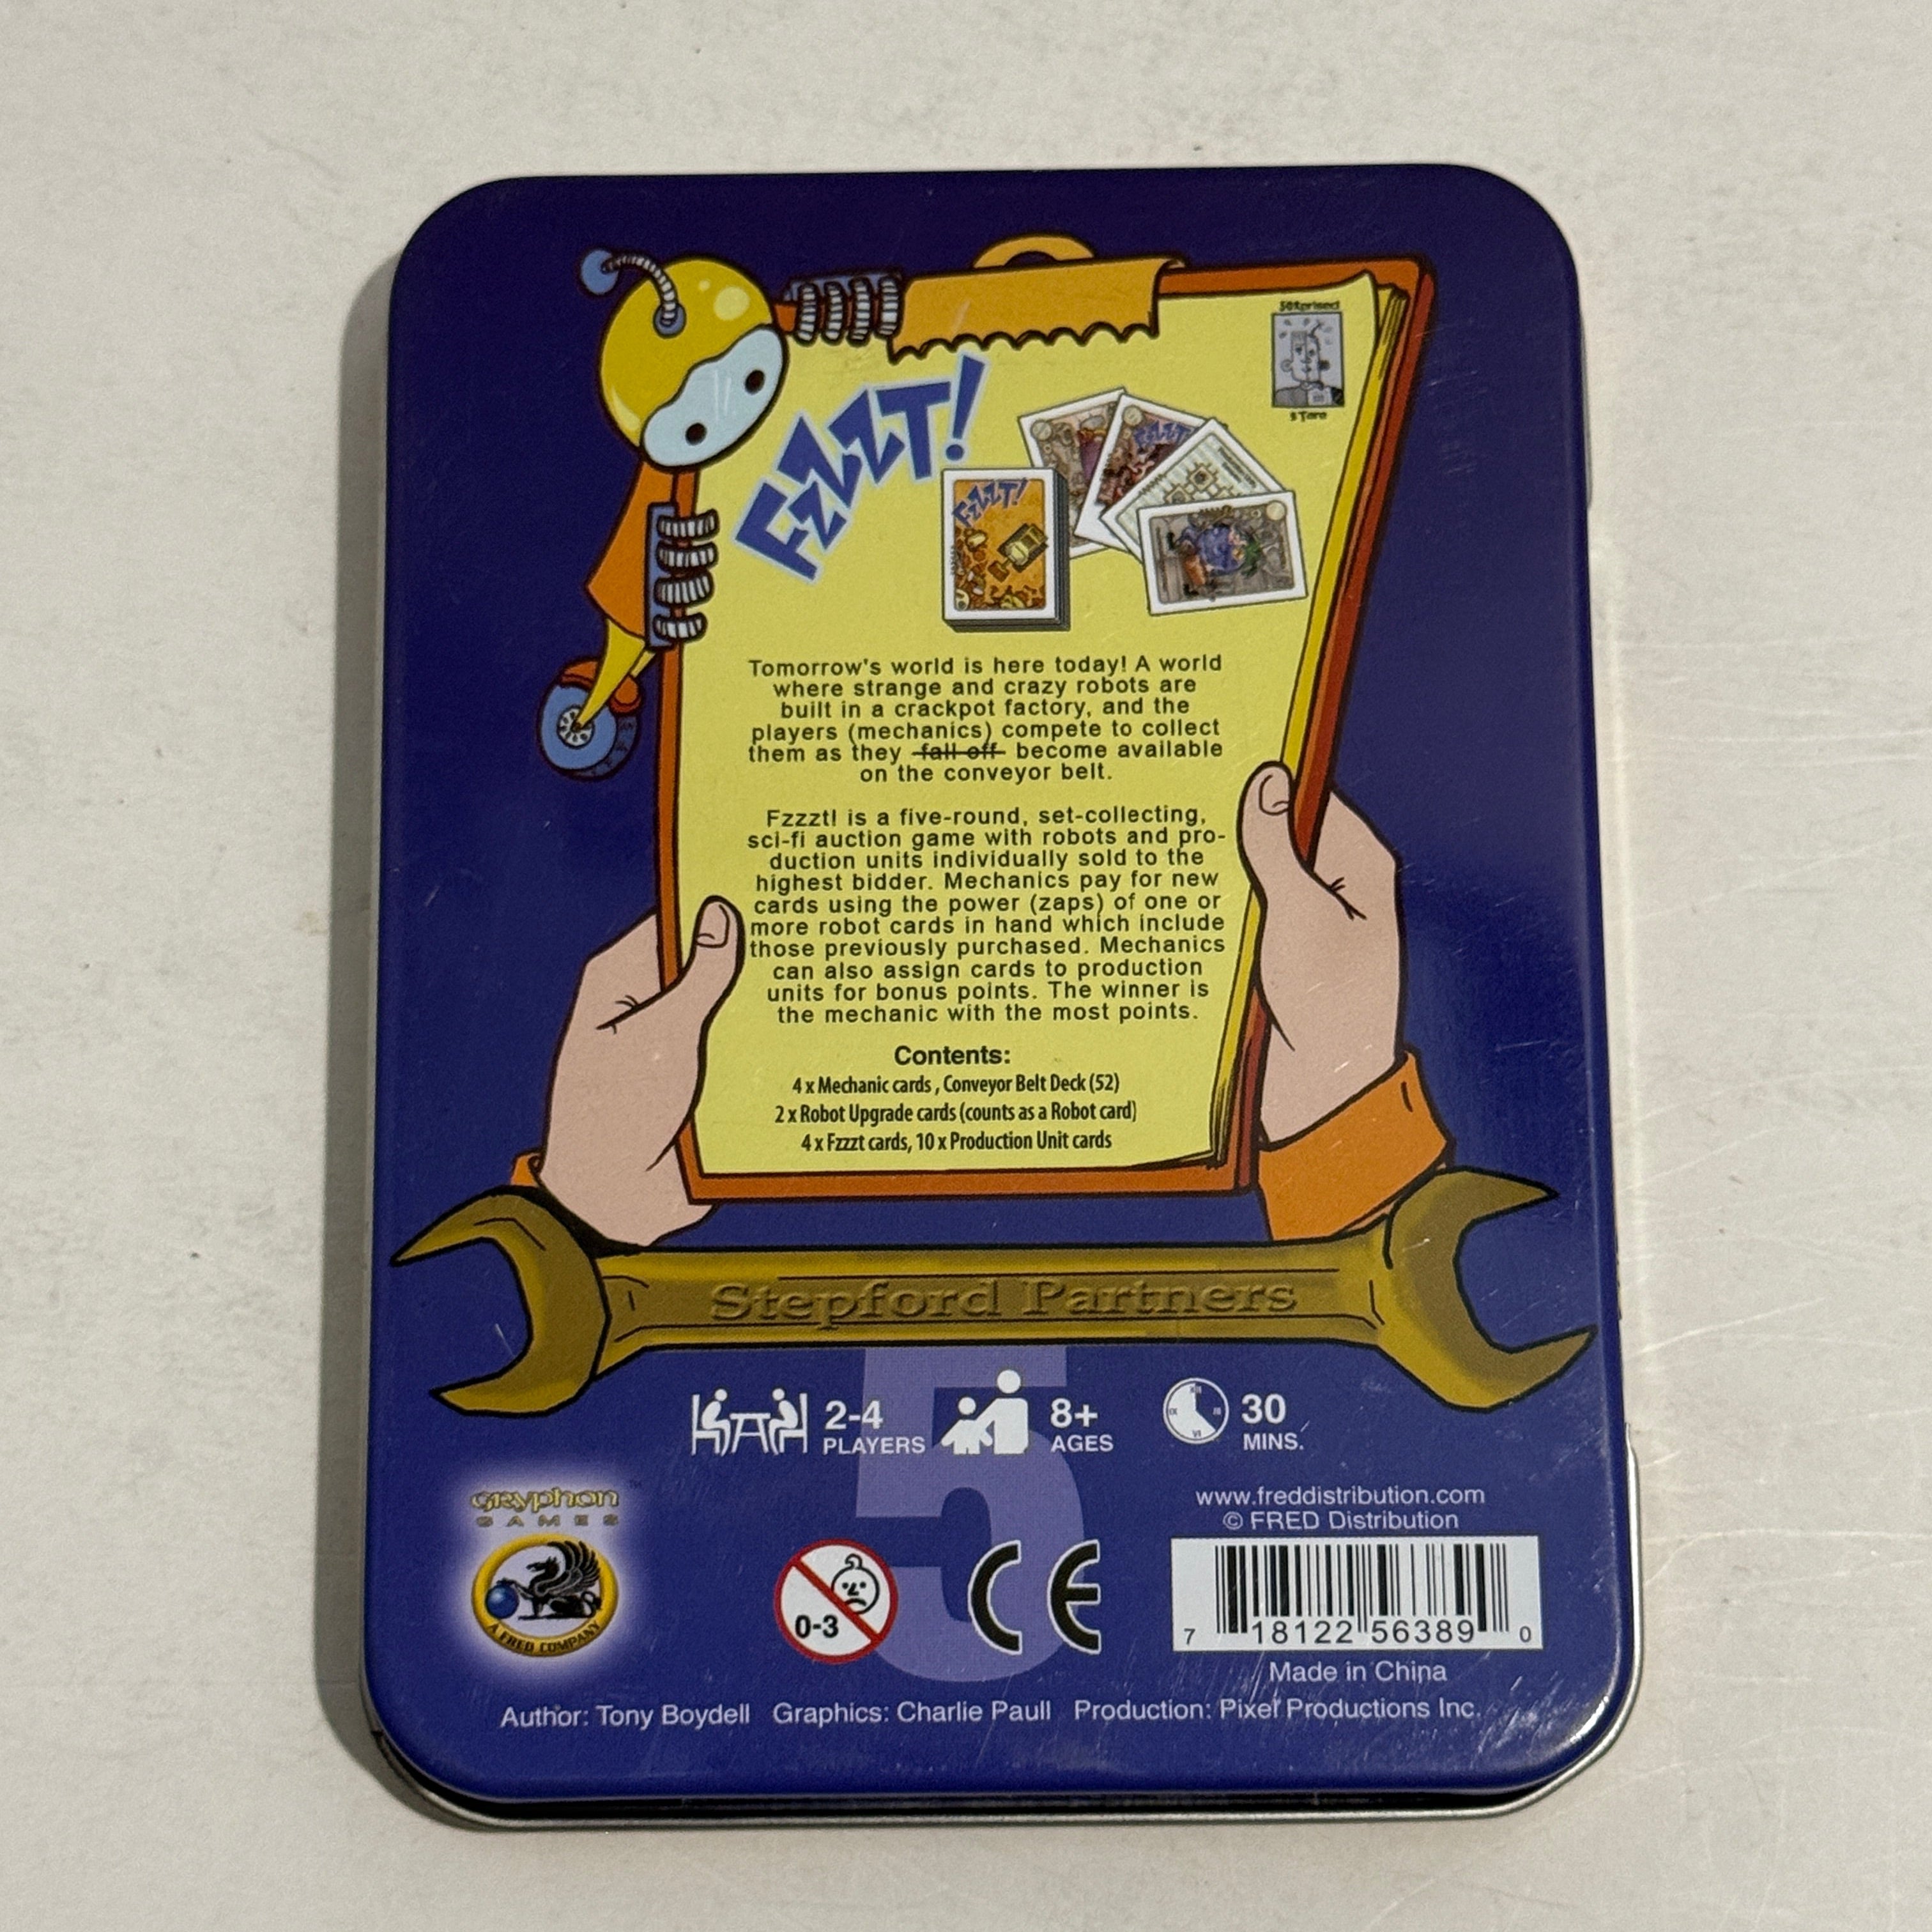 50Rprised!
FZZZT!
5 Toro
FZZZT!
FZZZT!
Tomorrow's world is here today! A world
where strange and crazy robots are
built in a crackpot factory, and the
players (mechanics) compete to collect
them as they fall off become available
on the conveyor belt.
Fzzzt! is a five-round, set-collecting,
sci-fi auction game with robots and pro-
duction units individually sold to the
highest bidder. Mechanics pay for new
cards using the power (zaps) of one or
more robot cards in hand which include
those previously purchased. Mechanics
can also assign cards to production
units for bonus points. The winner is
the mechanic with the most points.
Contents:
4 x Mechanic cards , Conveyor Belt Deck (52)
2 x Robot Upgrade cards (counts as a Robot card)
4 x Fzzzt cards, 10 x Production Unit cards
Stepford Partners
5
2-4
PLAYERS
8+
AGES
30
MINS.
gryphon™
GAMES
A FRED COMPANY
www.freddistribution.com
© FRED Distribution
0-3
CE
7 18122 56389 0
Made in China
Author: Tony Boydell Graphics: Charlie Paull Production: Pixel Productions Inc.